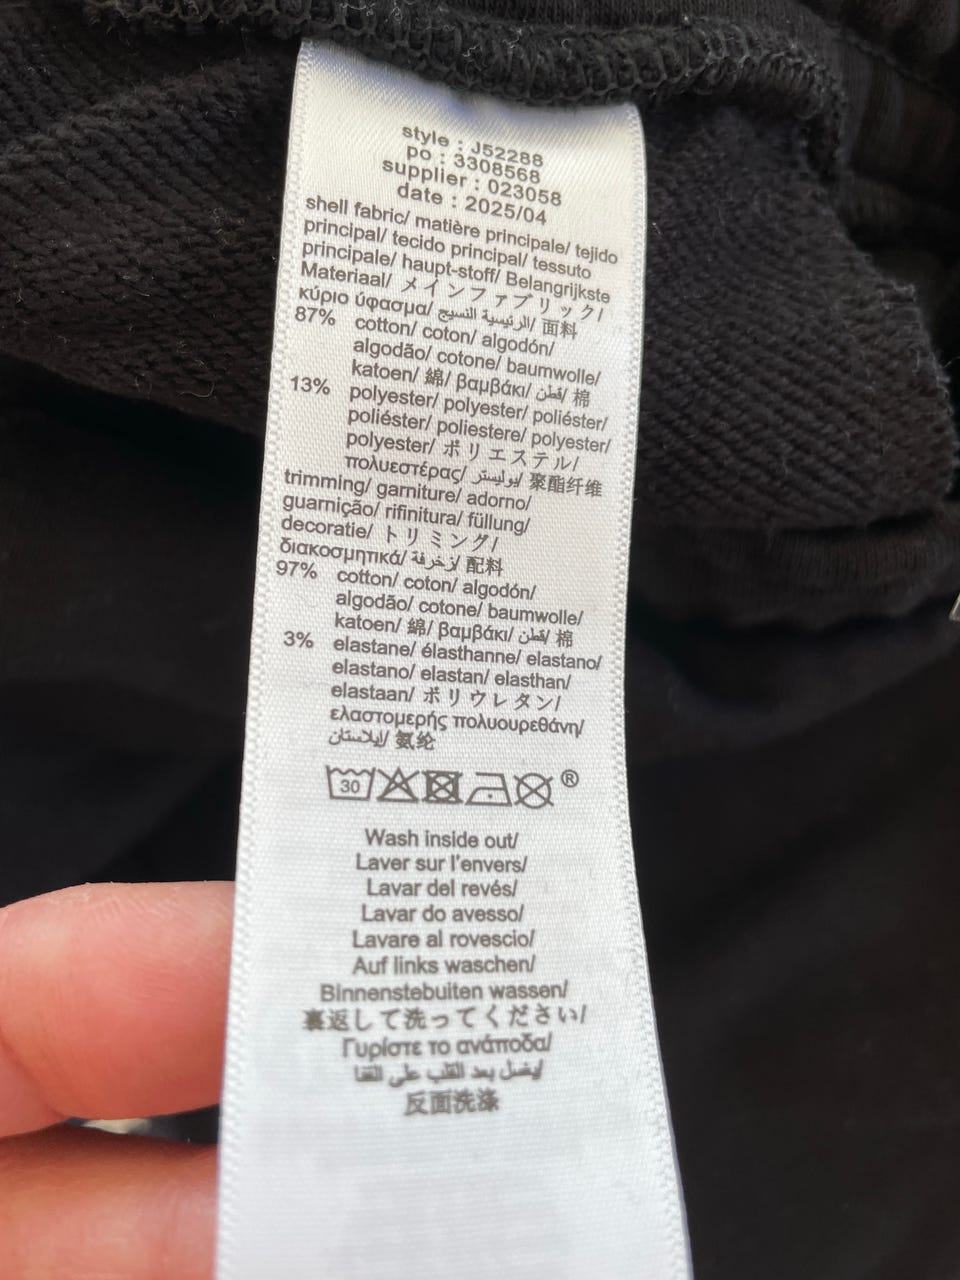 style : J52288
po : 3308568
supplier : 023058
date : 2025/04
shell fabric/ matière principale/ tejido
principal/ tecido principal/ tessuto
principale/ haupt-stoff/ Belangrijkste
Materiaal/ メインファブリック/
κύριο ύφασμα/ الرئيسية النسيج/ 面料
87% cotton/ coton/ algodón/
algodão/ cotone/ baumwolle/
katoen/ 綿/ βαμβάκι/ قطن/ 棉
13% polyester/ polyester/ poliéster/
poliéster/ poliestere/ polyester/
polyester/ ポリエステル/
πολυεστέρας/ يوليستر/ 聚酯纤维
trimming/ garniture/ adorno/
guarnição/ rifinitura/ füllung/
decoratie/ トリミング/
διακοσμητικά/ زخرفة/ 配料
97% cotton/ coton/ algodón/
algodão/ cotone/ baumwolle/
katoen/ 綿/ βαμβάκι/ قطن/ 棉
3% elastane/ élasthanne/ elastano/
elastano/ elastan/ elasthan/
elastaan/ ポリウレタン/
ελαστομερής πολυουρεθάνη/
إيلاستان/ 氨纶
30 ®
Wash inside out/
Laver sur l'envers/
Lavar del revés/
Lavar do avesso/
Lavare al rovescio/
Auf links waschen/
Binnenstebuiten wassen/
裏返して洗ってください/
Γυρίστε το ανάποδα/
يغسل بعد القلب على القفا/
反面洗涤